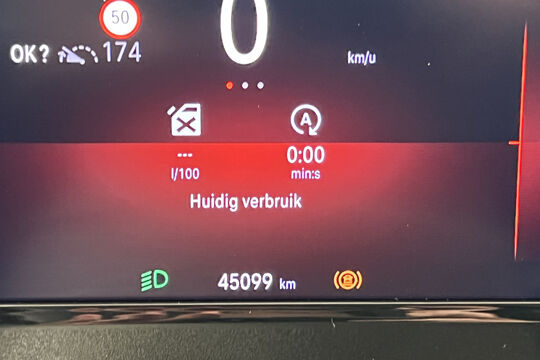 50
0
OK? 174
km/u
A
--- 0:00
l/100 min:s
Huidig verbruik
45099 km